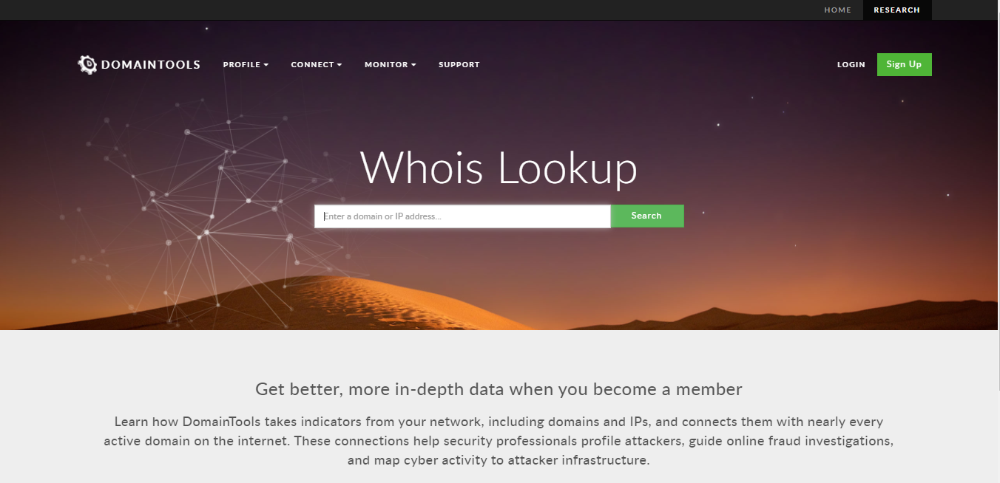 HOME RESEARCH
DOMAINTOOLS PROFILE CONNECT MONITOR SUPPORT LOGIN Sign Up
Whois Lookup
Enter a domain or IP address... Search
Get better, more in-depth data when you become a member
Learn how DomainTools takes indicators from your network, including domains and IPs, and connects them with nearly every
active domain on the internet. These connections help security professionals profile attackers, guide online fraud investigations,
and map cyber activity to attacker infrastructure.